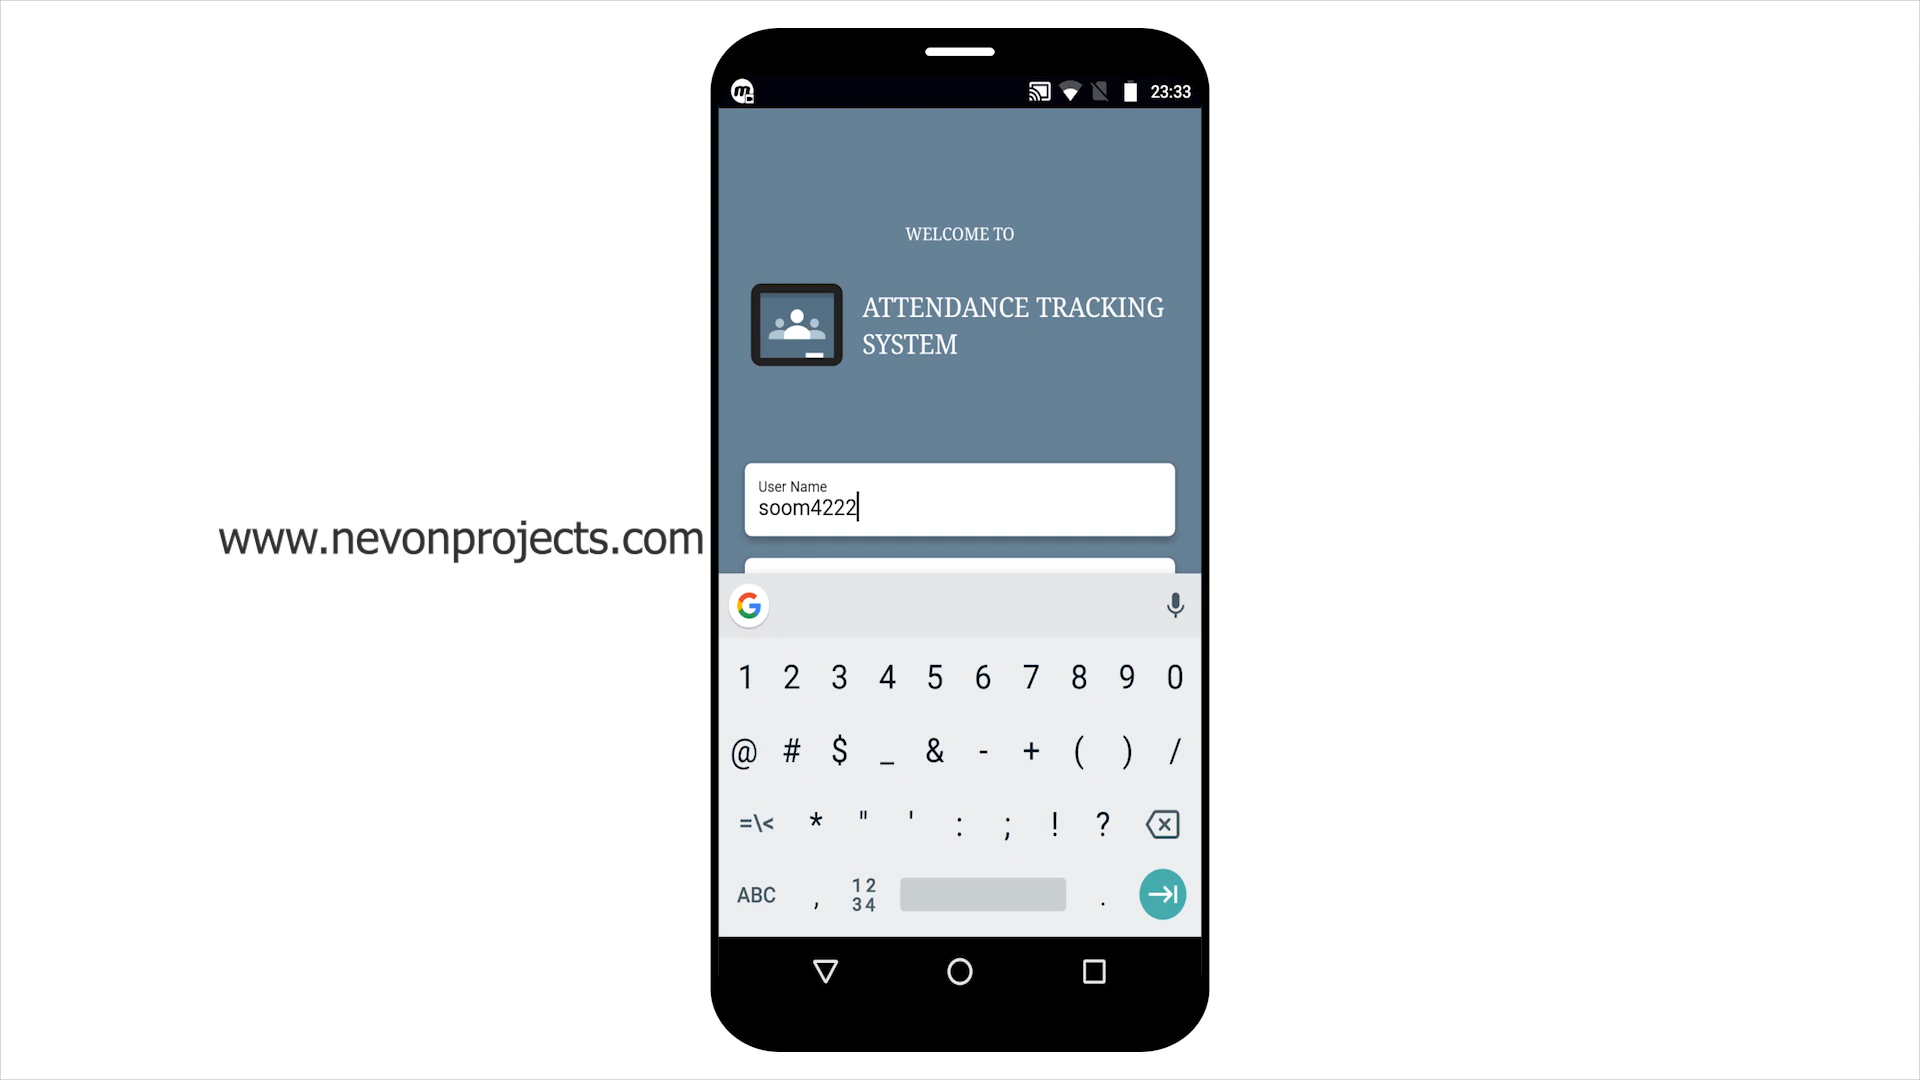 23:33
WELCOME TO
ATTENDANCE TRACKING
SYSTEM
User Name
soom4222
www.nevonprojects.com
1 2 3 4 5 6 7 8 9 0
@ # $ _ & - + ( ) /
=\< * " ' : ; ! ?
ABC , 12 34 .